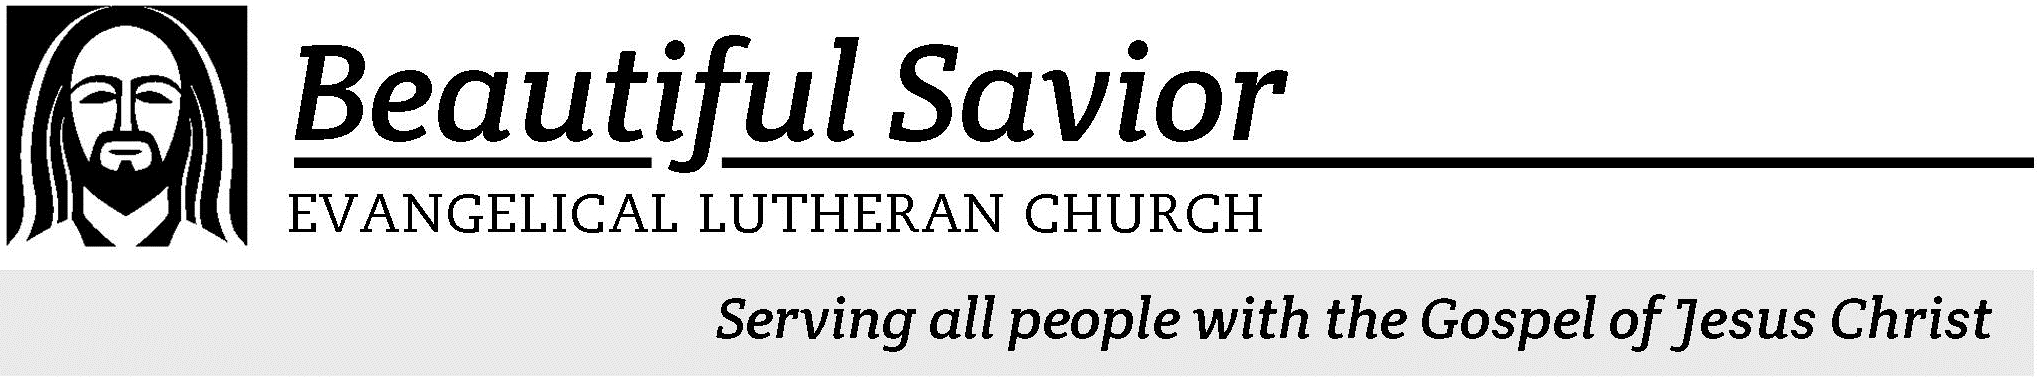 Beautiful Savior
EVANGELICAL LUTHERAN CHURCH
Serving all people with the Gospel of Jesus Christ